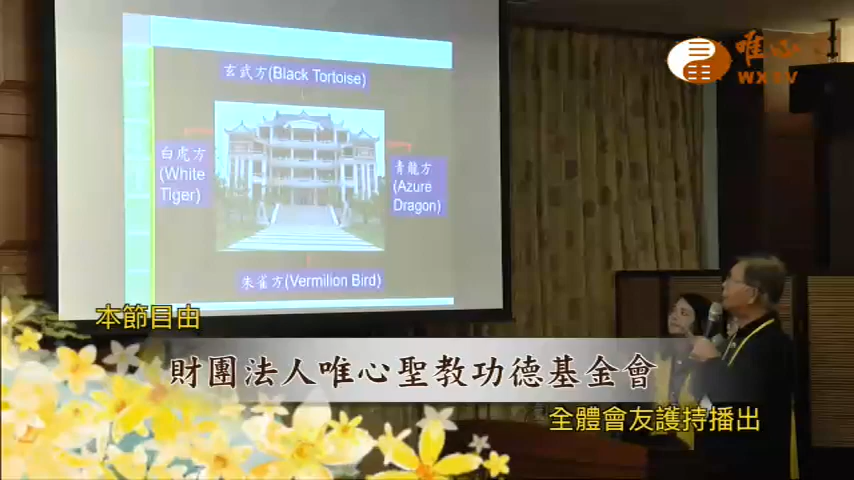 玄武方(Black Tortoise)
白虎方
(White
Tiger)
青龍方
(Azure
Dragon)
朱雀方(Vermilion Bird)
唯心
WXTV
本節目由
財團法人唯心聖教功德基金會
全體會友護持播出